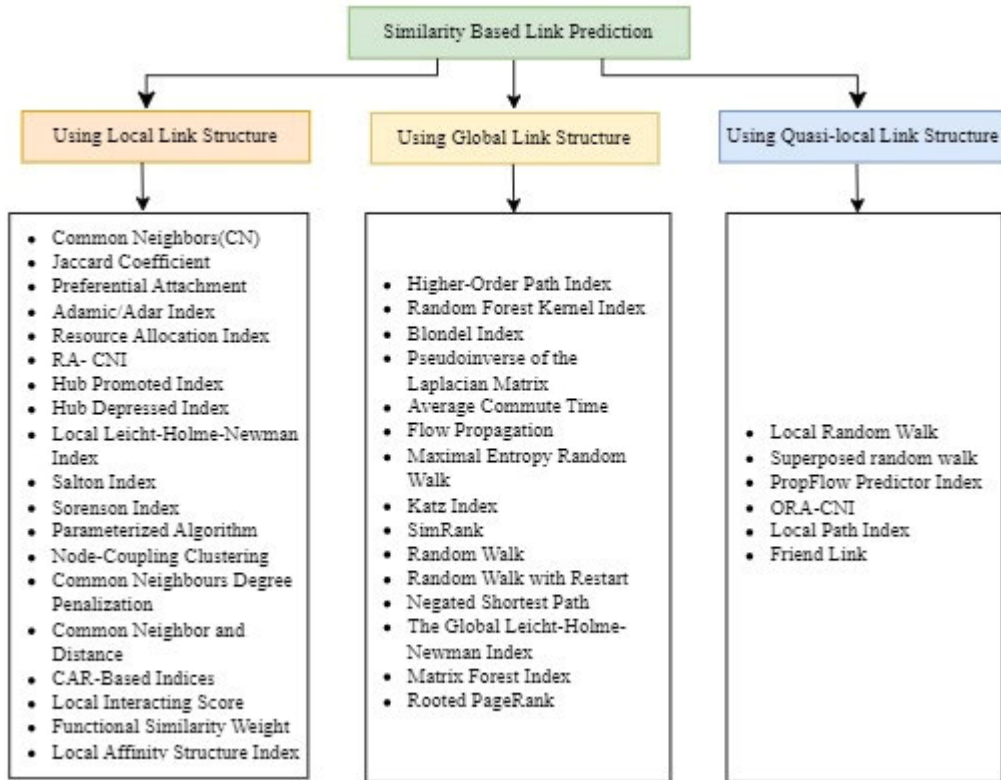 Similarity Based Link Prediction
Using Local Link Structure
Using Global Link Structure
Using Quasi-local Link Structure
• Common Neighbors(CN)
• Jaccard Coefficient
• Preferential Attachment
• Adamic/Adar Index
• Resource Allocation Index
• RA- CNI
• Hub Promoted Index
• Hub Depressed Index
• Local Leicht-Holme-Newman
Index
• Salton Index
• Sorenson Index
• Parameterized Algorithm
• Node-Coupling Clustering
• Common Neighbours Degree
Penalization
• Common Neighbor and
Distance
• CAR-Based Indices
• Local Interacting Score
• Functional Similarity Weight
• Local Affinity Structure Index
• Higher-Order Path Index
• Random Forest Kernel Index
• Blondel Index
• Pseudoinverse of the
Laplacian Matrix
• Average Commute Time
• Flow Propagation
• Maximal Entropy Random
Walk
• Katz Index
• SimRank
• Random Walk
• Random Walk with Restart
• Negated Shortest Path
• The Global Leicht-Holme-
Newman Index
• Matrix Forest Index
• Rooted PageRank
• Local Random Walk
• Superposed random walk
• PropFlow Predictor Index
• ORA-CNI
• Local Path Index
• Friend Link